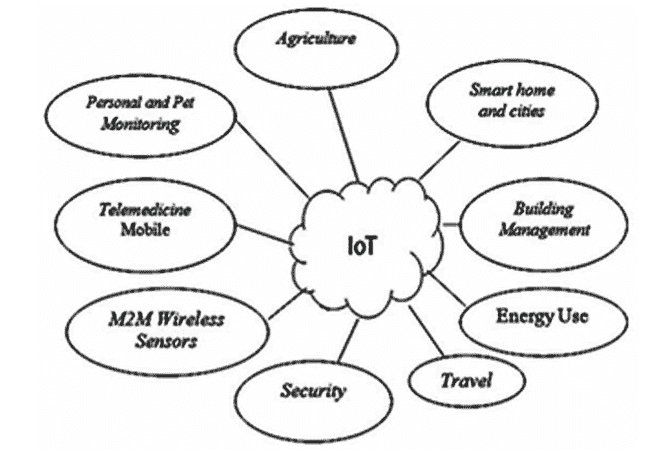 Agriculture
Smart home
and cities
Personal and Pet
Monitoring
Telemedicine
Mobile
IoT
Building
Management
M2M Wireless
Sensors
Energy Use
Security
Travel